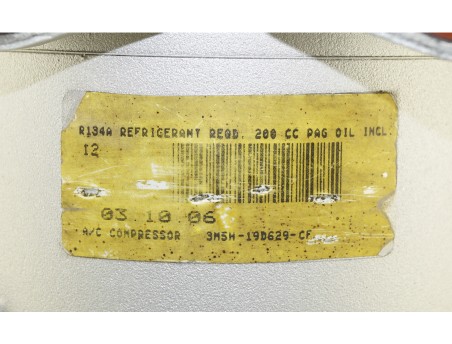 R134A REFRIGERANT REQD. 200 CC PAG OIL INCL.
I2
03 10 06
A/C COMPRESSOR 3M5H-19D629-CF